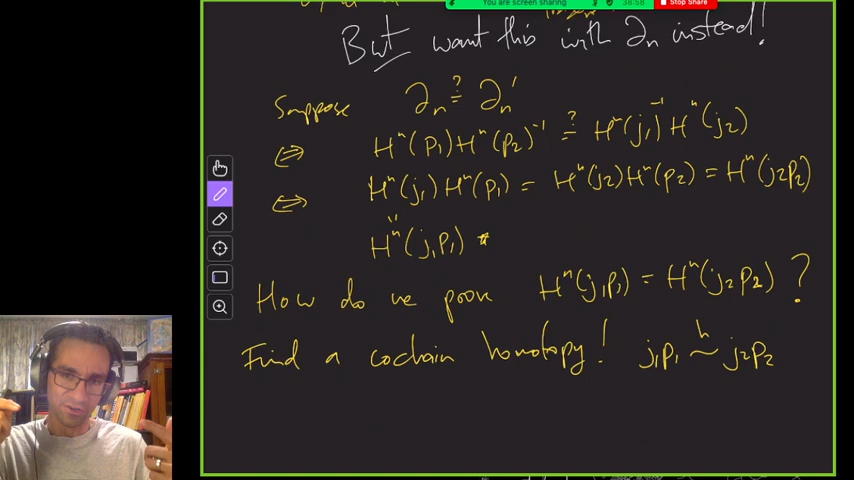 You are screen sharing 38:58 Stop Share
But want this with ∂n instead!
Suppose ∂n ?= ∂n'
⇔ Hⁿ(p₁)Hⁿ(p₂)⁻¹ ?= Hⁿ(j₁)⁻¹Hⁿ(j₂)
⇔ Hⁿ(j₁)Hⁿ(p₁) = Hⁿ(j₂)Hⁿ(p₂) = Hⁿ(j₂p₂)
Hⁿ(j₁p₁)
How do we prove Hⁿ(j₁p₁) = Hⁿ(j₂p₂)?
Find a cochain homotopy! j₁p₁ ~ʰ j₂p₂